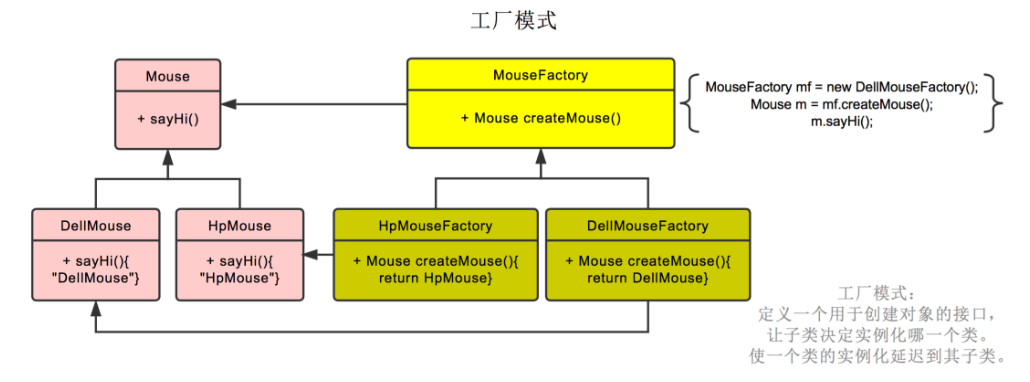 工厂模式
Mouse
+ sayHi()
MouseFactory
+ Mouse createMouse()
MouseFactory mf = new DellMouseFactory();
Mouse m = mf.createMouse();
m.sayHi();
DellMouse
+ sayHi(){
"DellMouse"}
HpMouse
+ sayHi(){
"HpMouse"}
HpMouseFactory
+ Mouse createMouse(){
return HpMouse}
DellMouseFactory
+ Mouse createMouse(){
return DellMouse}
工厂模式：
定义一个用于创建对象的接口，
让子类决定实例化哪一个类。
使一个类的实例化延迟到其子类。